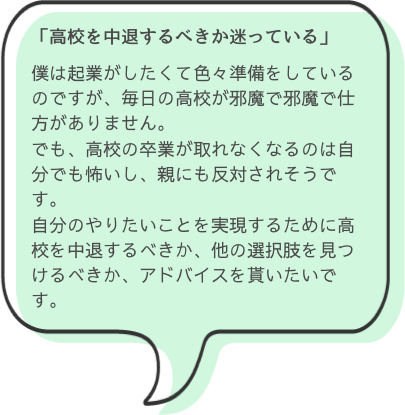 「高校を中退するべきか迷っている」
僕は起業がしたくて色々準備をしている
のですが、毎日の高校が邪魔で邪魔で仕
方がありません。
でも、高校の卒業が取れなくなるのは自
分でも怖いし、親にも反対されそうで
す。
自分のやりたいことを実現するために高
校を中退するべきか、他の選択肢を見つ
けるべきか、アドバイスを貰いたいで
す。